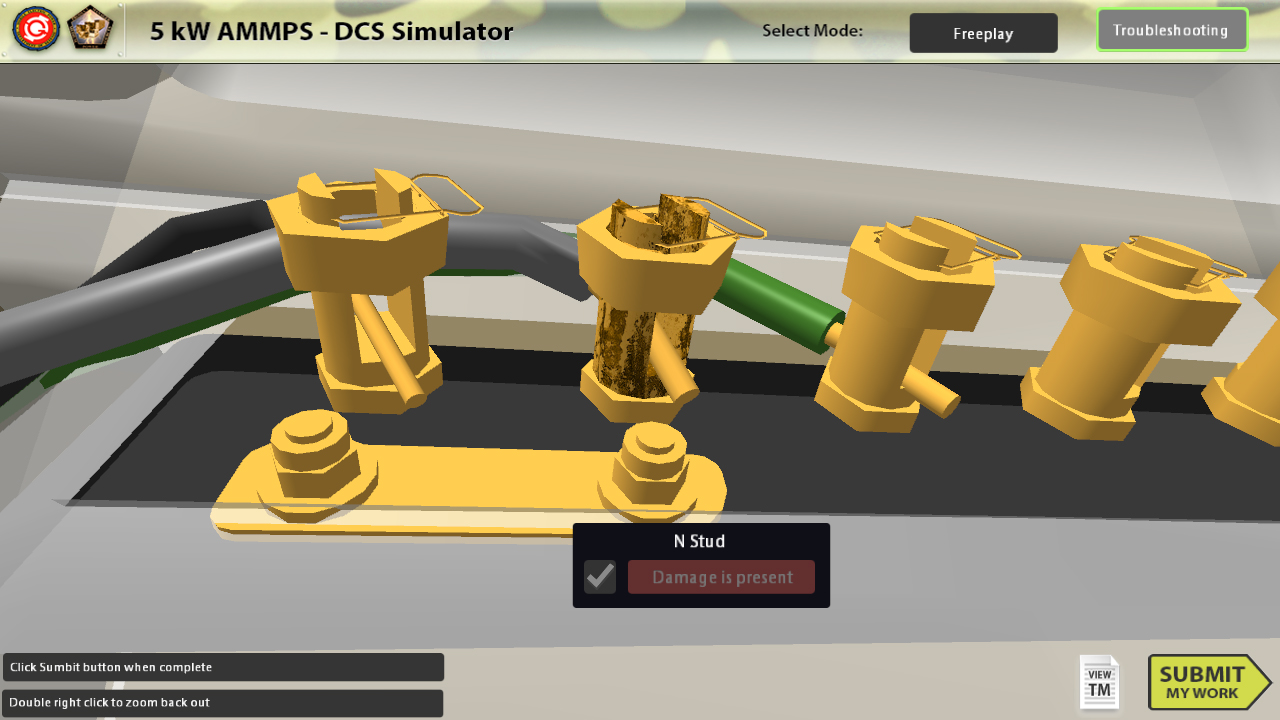 5 kW AMMPS - DCS Simulator
Select Mode:
Freeplay
Troubleshooting
N Stud
Damage is present
Click Sumbit button when complete
Double right click to zoom back out
VIEW
TM
SUBMIT
MY WORK